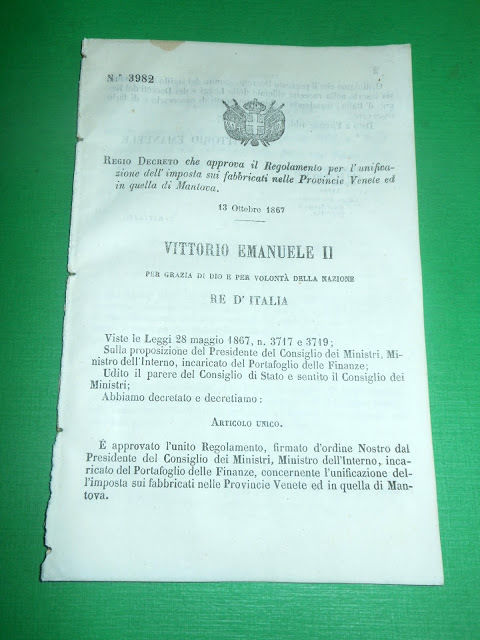 N.° 3982
REGIO DECRETO che approva il Regolamento per l'unifica-
zione dell'imposta sui fabbricati nelle Provincie Venete ed
in quella di Mantova.
13 Ottobre 1867
VITTORIO EMANUELE II
PER GRAZIA DI DIO E PER VOLONTÀ DELLA NAZIONE
RE D'ITALIA
Viste le Leggi 28 maggio 1867, n. 3717 e 3719;
Sulla proposizione del Presidente del Consiglio dei Ministri, Mi-
nistro dell'Interno, incaricato del Portafoglio delle Finanze;
Udito il parere del Consiglio di Stato e sentito il Consiglio dei
Ministri;
Abbiamo decretato e decretiamo:
ARTICOLO UNICO.
È approvato l'unito Regolamento, firmato d'ordine Nostro dal
Presidente del Consiglio dei Ministri, Ministro dell'Interno, inca-
ricato del Portafoglio delle Finanze, concernente l'unificazione del-
l'imposta sui fabbricati nelle Provincie Venete ed in quella di Man-
tova.